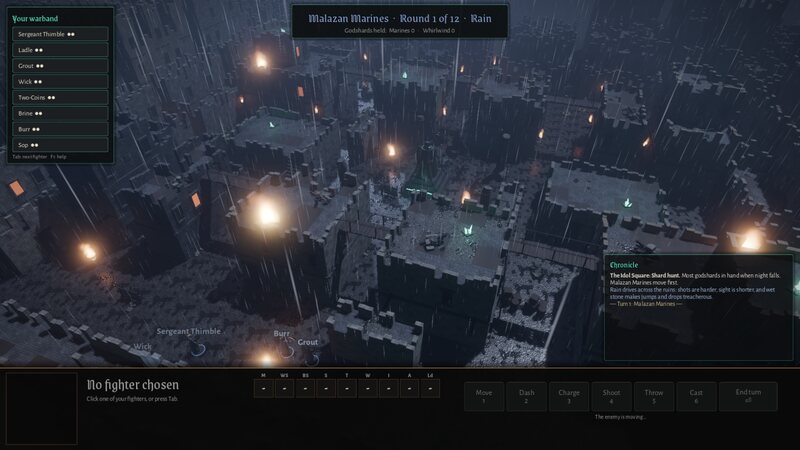 Your warband
Sergeant Thimble
Ladle
Grout
Wick
Two-Coins
Brine
Burr
Sop
Tab: next fighter F1: help
Malazan Marines · Round 1 of 12 · Rain
Godshards held: Marines 0 · Whirlwind 0
Chronicle
The Idol Square: Shard hunt. Most godshards in hand when night falls.
Malazan Marines move first.
Rain drives across the ruins: shots are harder, sight is shorter, and wet
stone makes jumps and drops treacherous.
— Turn 1: Malazan Marines —
Sergeant Thimble
Wick
Burr
Grout
No fighter chosen
Click one of your fighters, or press Tab.
M WS BS S T W I A Ld
- - - - - - - - -
Move Dash Charge Shoot Throw Cast End turn
1 2 3 4 5 6
The enemy is moving...